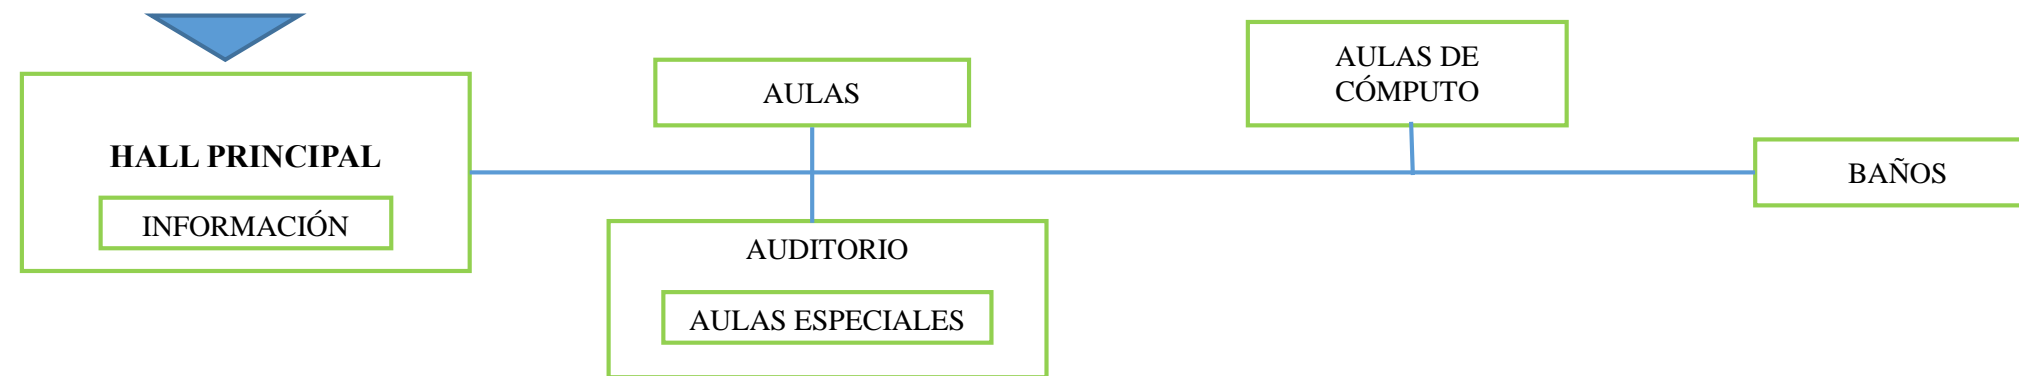 HALL PRINCIPAL
INFORMACIÓN
AULAS
AUDITORIO
AULAS ESPECIALES
AULAS DE
CÓMPUTO
BAÑOS